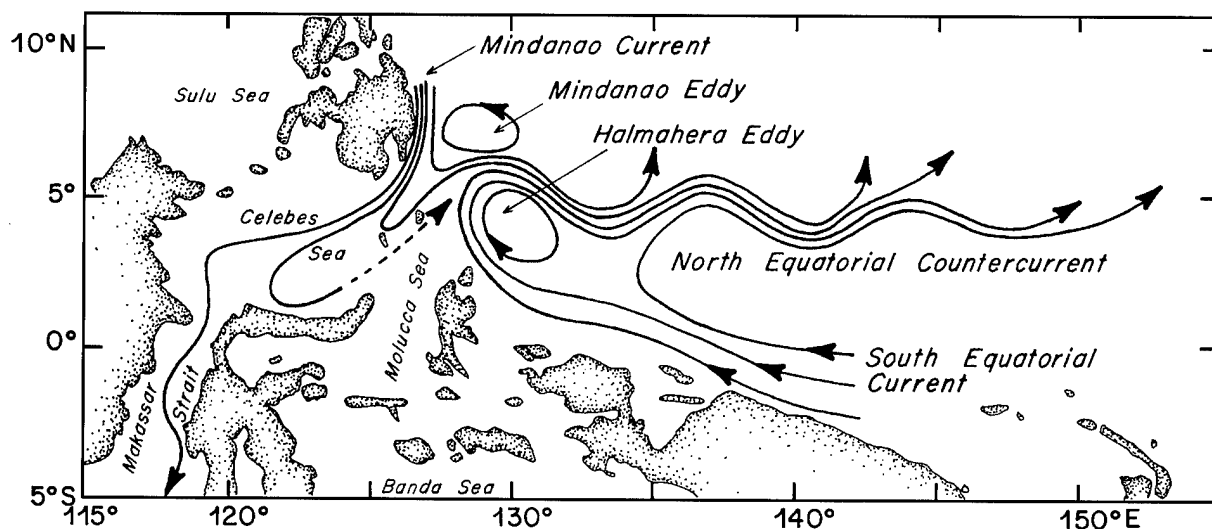 10°N
Mindanao Current
Sulu Sea
Mindanao Eddy
Halmahera Eddy
5°
Celebes
Sea
North Equatorial Countercurrent
Molucca Sea
0°
South Equatorial
Current
Makassar
Strait
Banda Sea
5°S
115°
120°
130°
140°
150°E